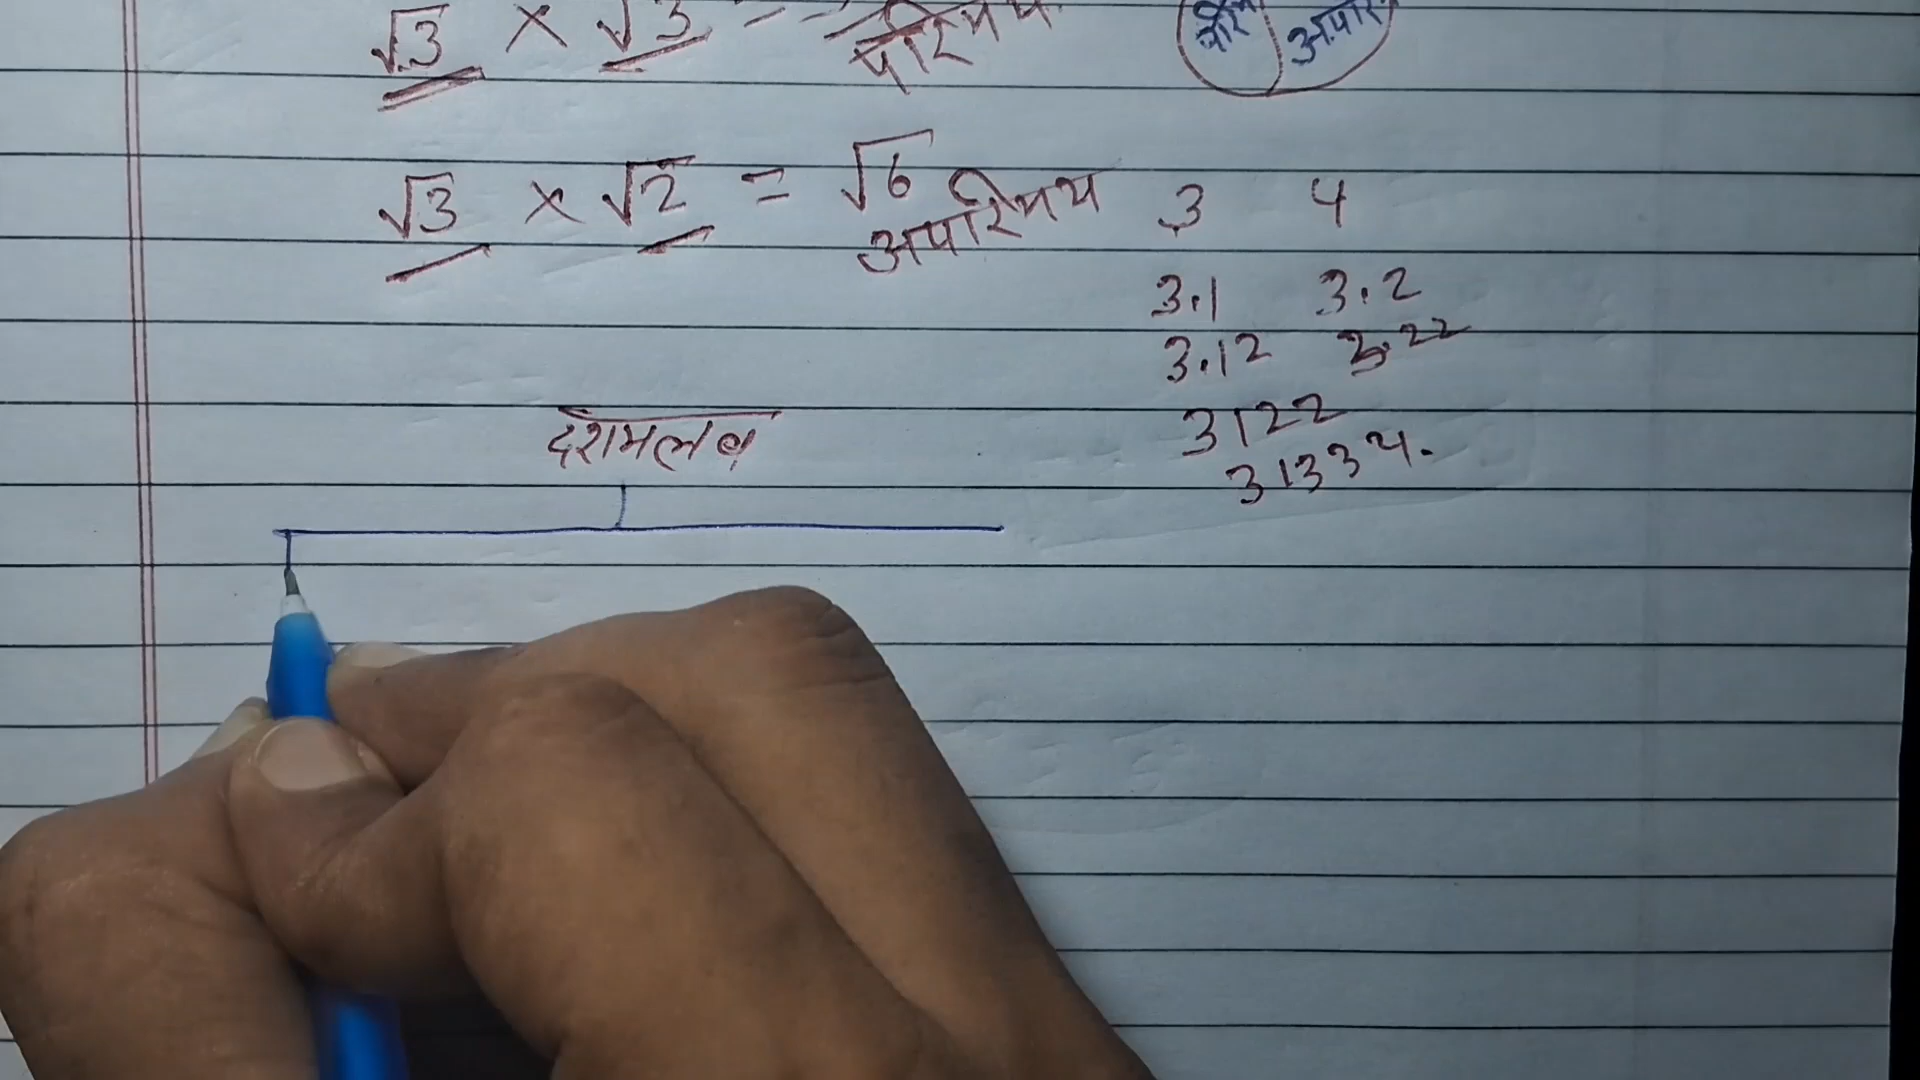 √3 × √3 = परिमेय
√3 × √2 = √6
अपरिमेय
3 4
3.1 3.2
3.12 3.22
3122
31334.
दशमलव